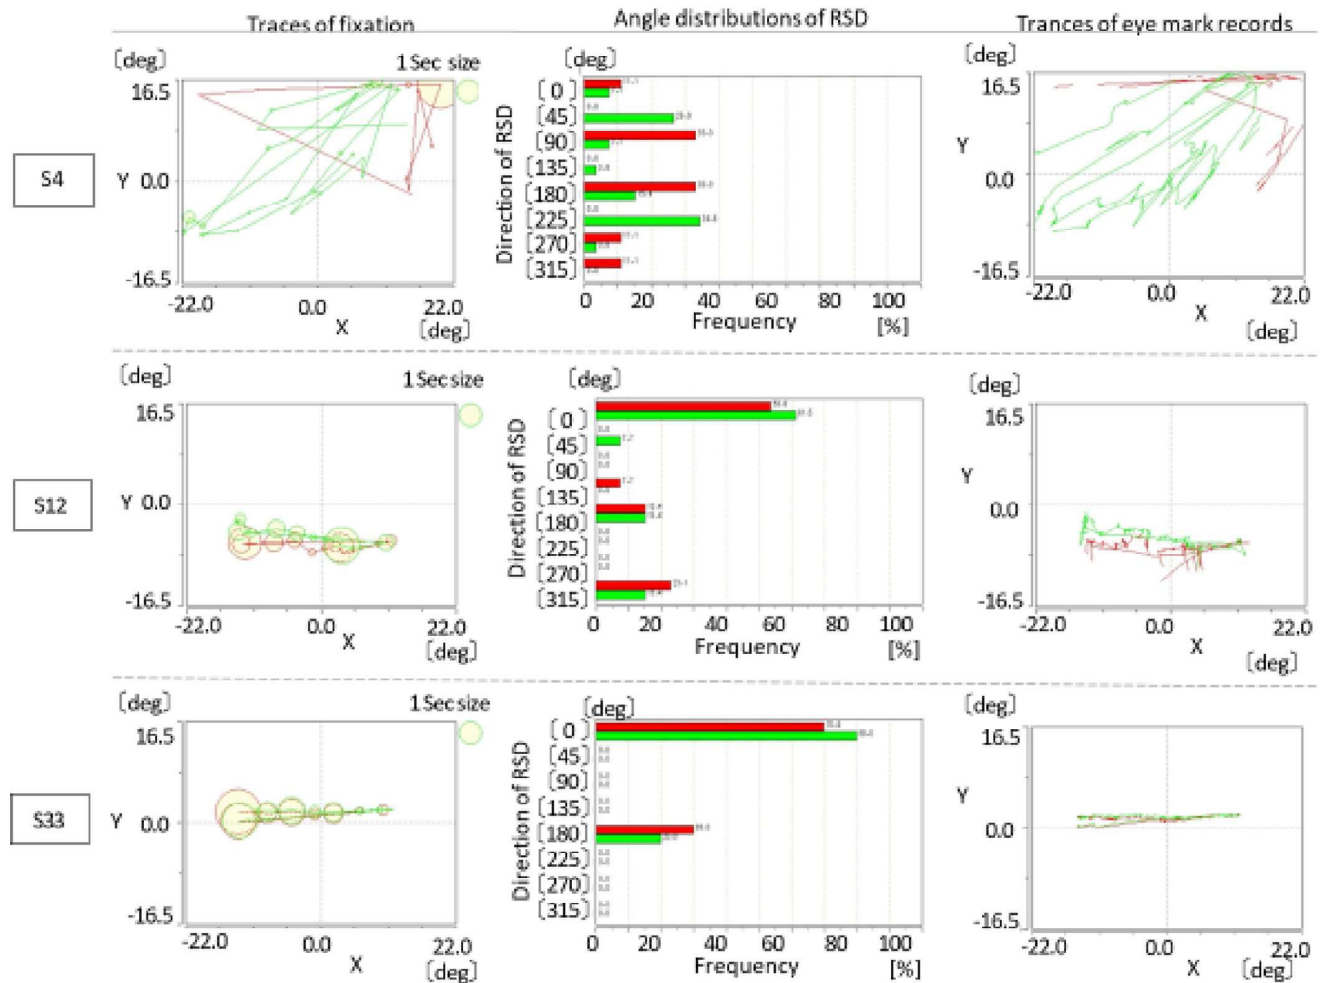 Traces of fixation
Angle distributions of RSD
Trances of eye mark records
S4
[deg]
1 Sec size
16.5
Y 0.0
-16.5
-22.0 0.0 22.0
X
[deg]
[deg]
Direction of RSD
[0]
[45]
[90]
[135]
[180]
[225]
[270]
[315]
0 20 40 60 80 100
Frequency [%]
[deg]
16.5
Y
0.0
-16.5
-22.0 0.0 22.0
X
[deg]
S12
[deg]
1 Sec size
16.5
Y 0.0
-16.5
-22.0 0.0 22.0
X
[deg]
[deg]
Direction of RSD
[0]
[45]
[90]
[135]
[180]
[225]
[270]
[315]
0 20 40 60 80 100
Frequency [%]
[deg]
16.5
Y
0.0
-16.5
-22.0 0.0 22.0
X
[deg]
S33
[deg]
1 Sec size
16.5
Y 0.0
-16.5
-22.0 0.0 22.0
X
[deg]
[deg]
Direction of RSD
[0]
[45]
[90]
[135]
[180]
[225]
[270]
[315]
0 20 40 60 80 100
Frequency [%]
[deg]
16.5
Y
0.0
-16.5
-22.0 0.0 22.0
X [deg]